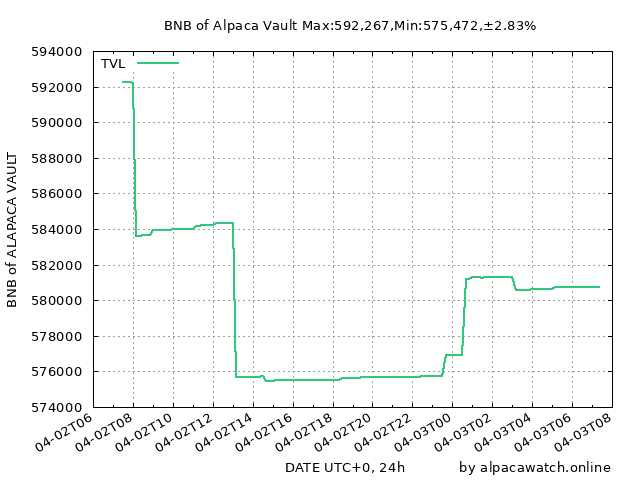 BNB of Alpaca Vault Max:592,267,Min:575,472,±2.83%
TVL
594000
592000
590000
588000
586000
584000
582000
580000
578000
576000
574000
BNB of ALAPACA VAULT
04-02T06
04-02T08
04-02T10
04-02T12
04-02T14
04-02T16
04-02T18
04-02T20
04-02T22
04-03T00
04-03T02
04-03T04
04-03T06
04-03T08
DATE UTC+0, 24h
by alpacawatch.online